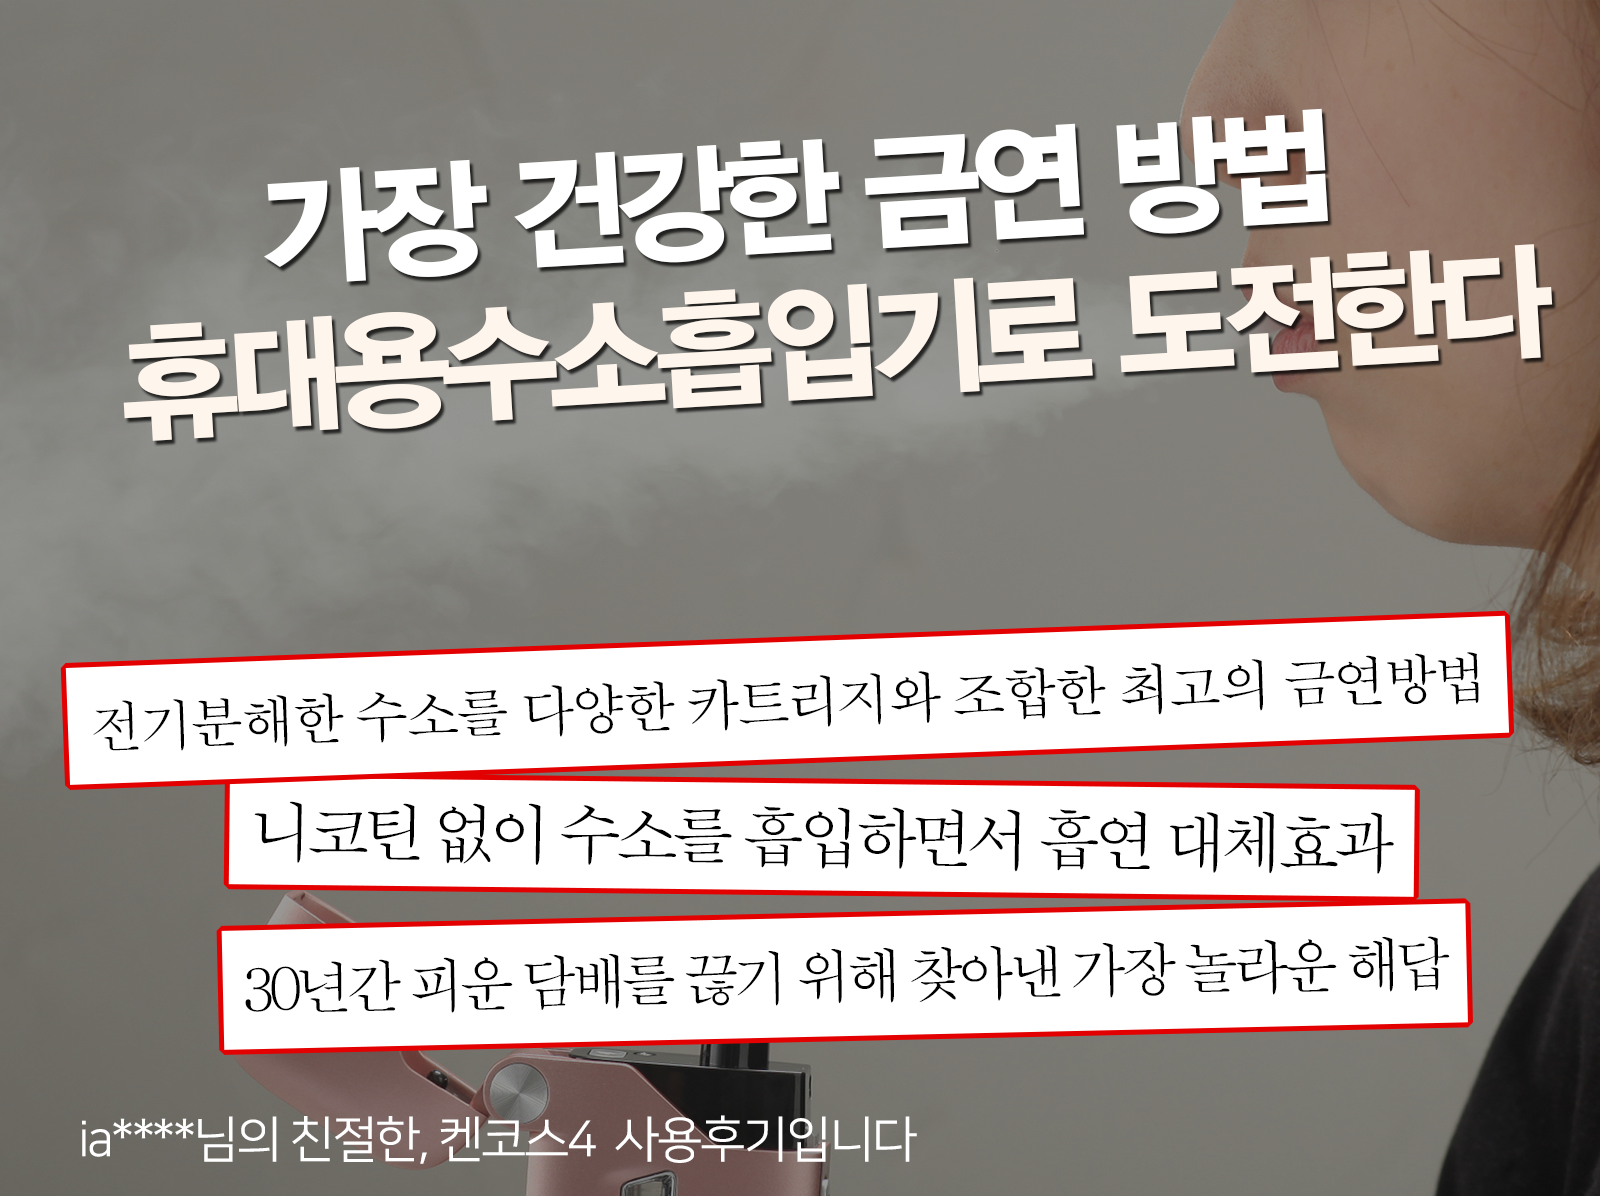 가장 건강한 금연 방법
휴대용수소흡입기로 도전한다
전기분해한 수소를 다양한 카트리지와 조합한 최고의 금연방법
니코틴 없이 수소를 흡입하면서 흡연 대체효과
30년간 피운 담배를 끊기 위해 찾아낸 가장 놀라운 해답
ia****님의 친절한, 켄코스4 사용후기입니다